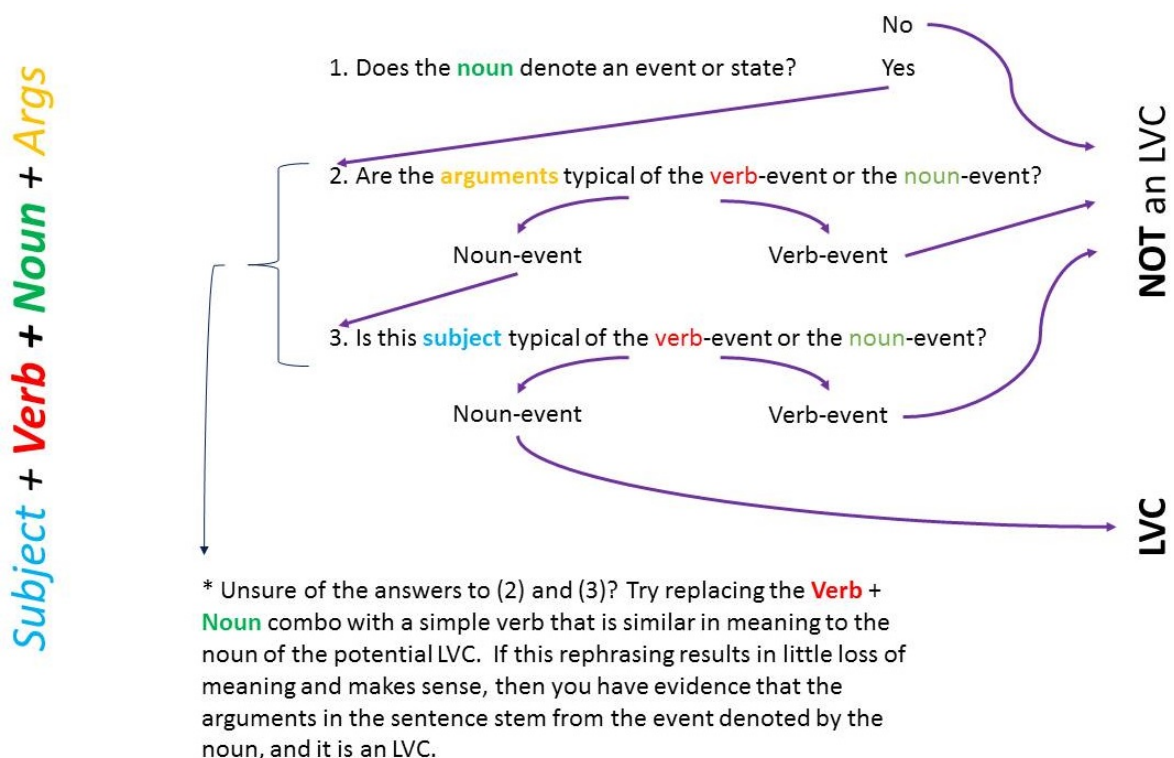 Subject + Verb + Noun + Args
No
1. Does the noun denote an event or state?
Yes
2. Are the arguments typical of the verb-event or the noun-event?
Noun-event
Verb-event
3. Is this subject typical of the verb-event or the noun-event?
Noun-event
Verb-event
NOT an LVC
LVC
* Unsure of the answers to (2) and (3)? Try replacing the Verb +
Noun combo with a simple verb that is similar in meaning to the
noun of the potential LVC. If this rephrasing results in little loss of
meaning and makes sense, then you have evidence that the
arguments in the sentence stem from the event denoted by the
noun, and it is an LVC.